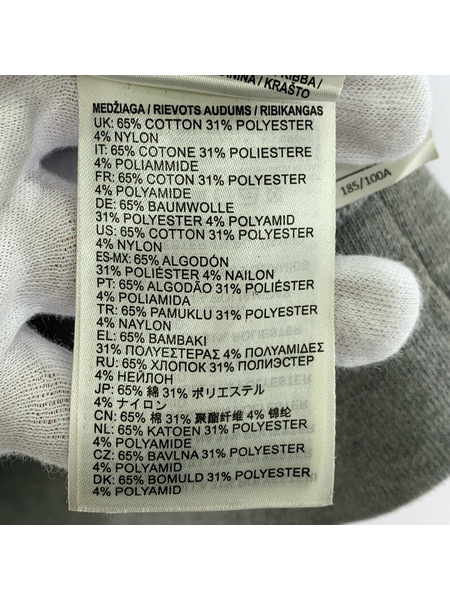 RIBBA /
NINA / KRAŠTO
MEDŽIAGA / RIEVOTS AUDUMS / RIBIKANGAS
UK: 65% COTTON 31% POLYESTER
4% NYLON
IT: 65% COTONE 31% POLIESTERE
4% POLIAMMIDE
FR: 65% COTON 31% POLYESTER
4% POLYAMIDE
DE: 65% BAUMWOLLE
31% POLYESTER 4% POLYAMID
US: 65% COTTON 31% POLYESTER
4% NYLON
ES-MX: 65% ALGODÓN
31% POLIÉSTER 4% NAILON
PT: 65% ALGODÃO 31% POLIÉSTER
4% POLIAMIDA
TR: 65% PAMUKLU 31% POLYESTER
4% NAYLON
EL: 65% ΒΑΜΒΑΚΙ
31% ΠΟΛΥΕΣΤΕΡΑΣ 4% ΠΟΛΥΑΜΙΔΕΣ
RU: 65% ХЛОПОК 31% ПОЛИЭСТЕР
4% НЕЙЛОН
JP: 65% 綿 31% ポリエステル
4% ナイロン
CN: 65% 棉 31% 聚酯纤维 4% 锦纶
NL: 65% KATOEN 31% POLYESTER
4% POLYAMIDE
CZ: 65% BAVLNA 31% POLYESTER
4% POLYAMID
DK: 65% BOMULD 31% POLYESTER
4% POLYAMID
185/100A